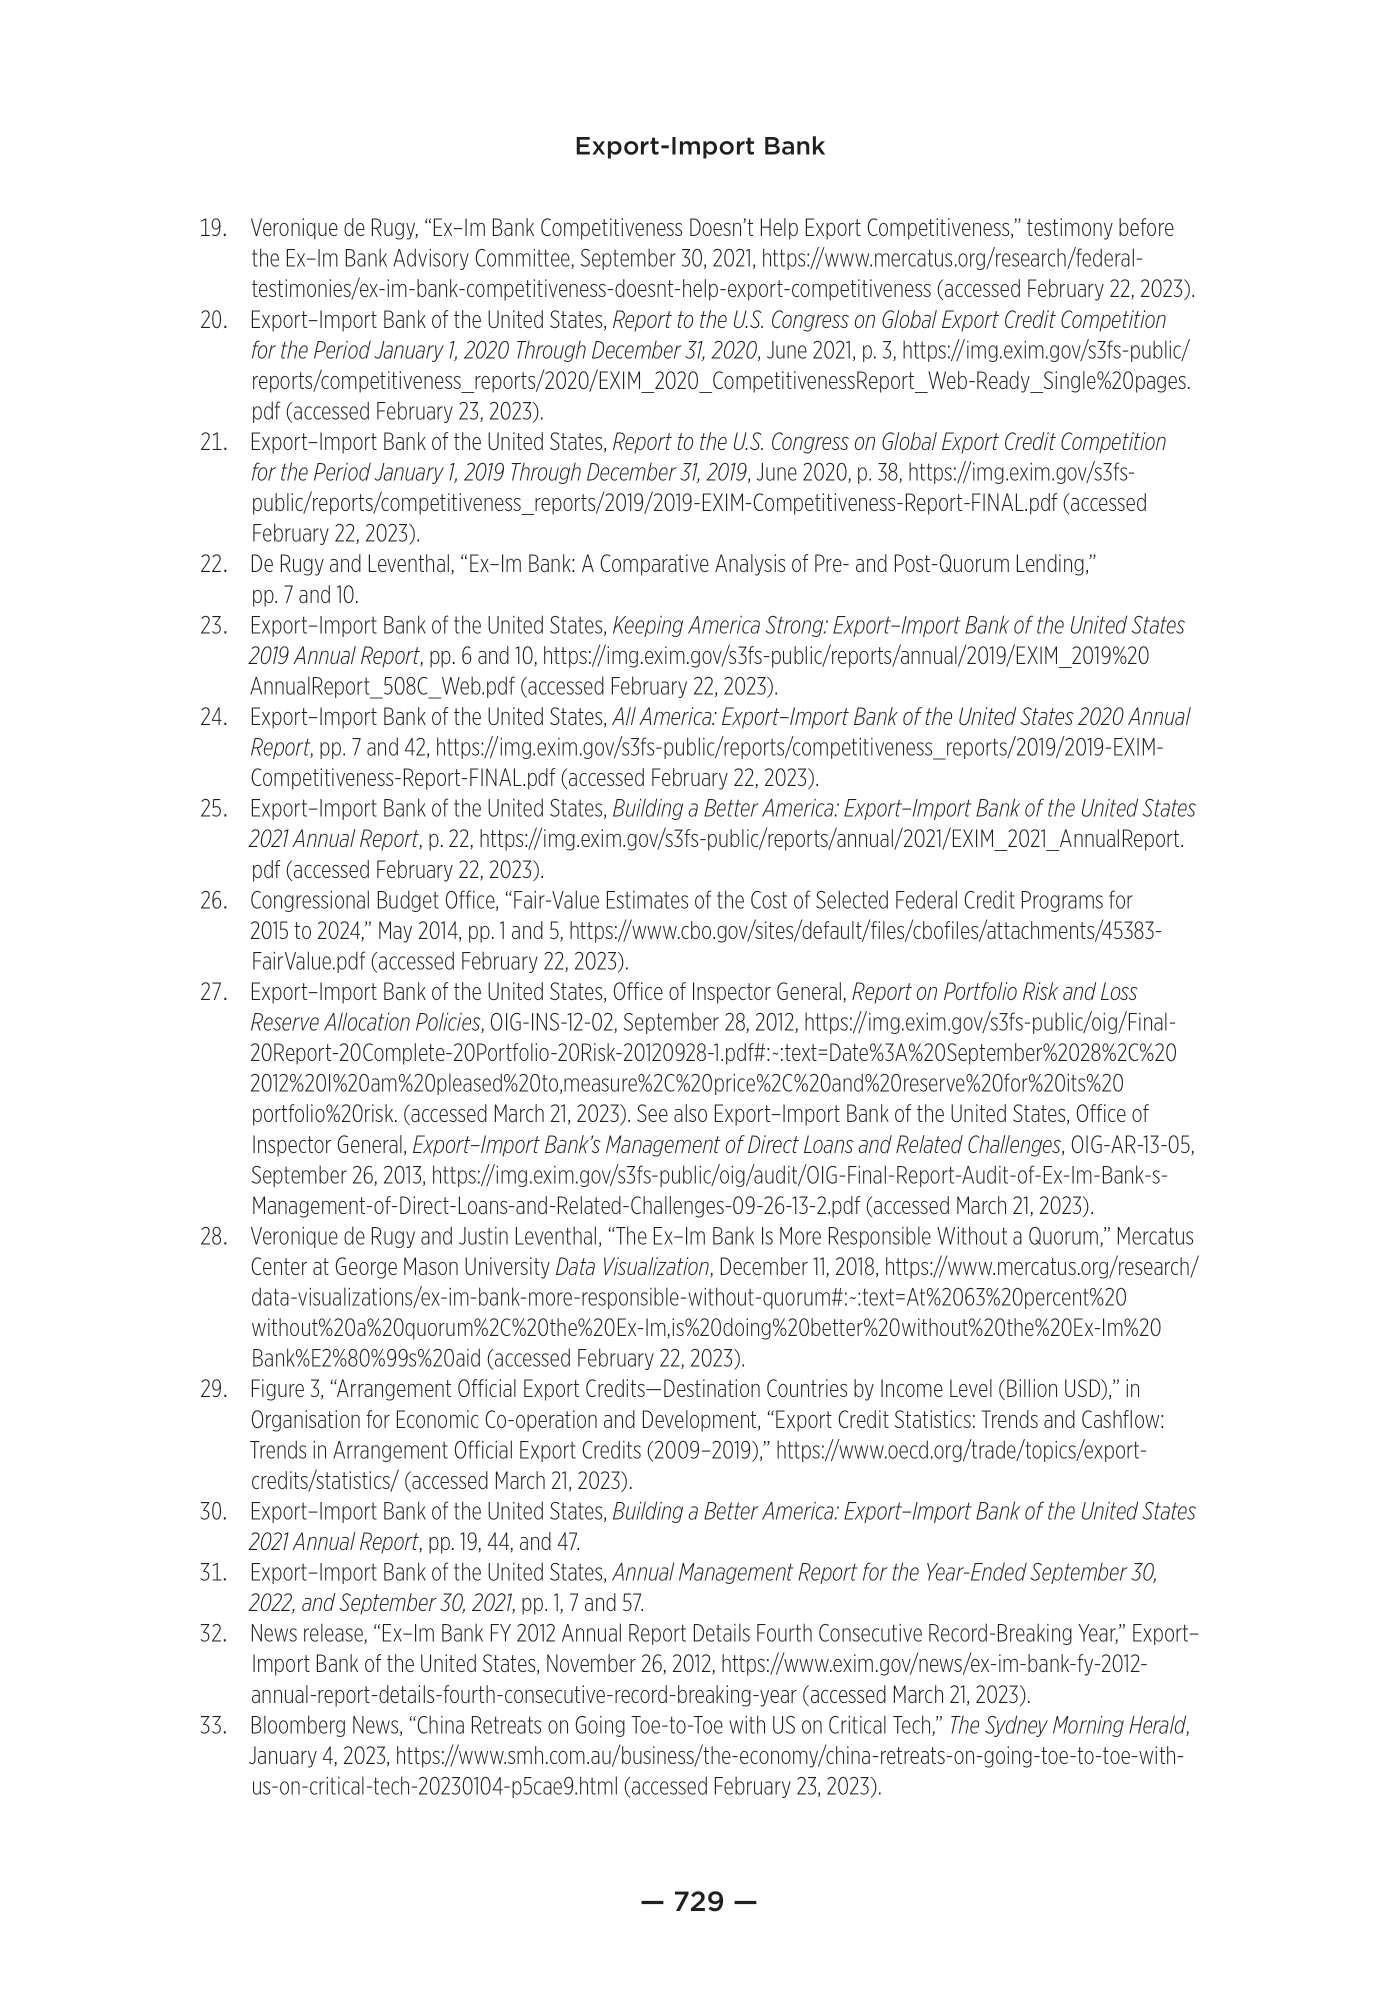 Export-Import Bank
19. Veronique de Rugy, “Ex–Im Bank Competitiveness Doesn’t Help Export Competitiveness,” testimony before
the Ex–Im Bank Advisory Committee, September 30, 2021, https://www.mercatus.org/research/federal-
testimonies/ex-im-bank-competitiveness-doesnt-help-export-competitiveness (accessed February 22, 2023).
20. Export–Import Bank of the United States, Report to the U.S. Congress on Global Export Credit Competition
for the Period January 1, 2020 Through December 31, 2020, June 2021, p. 3, https://img.exim.gov/s3fs-public/
reports/competitiveness_reports/2020/EXIM_2020_CompetitivenessReport_Web-Ready_Single%20pages.
pdf (accessed February 23, 2023).
21. Export–Import Bank of the United States, Report to the U.S. Congress on Global Export Credit Competition
for the Period January 1, 2019 Through December 31, 2019, June 2020, p. 38, https://img.exim.gov/s3fs-
public/reports/competitiveness_reports/2019/2019-EXIM-Competitiveness-Report-FINAL.pdf (accessed
February 22, 2023).
22. De Rugy and Leventhal, “Ex–Im Bank: A Comparative Analysis of Pre- and Post-Quorum Lending,”
pp. 7 and 10.
23. Export–Import Bank of the United States, Keeping America Strong: Export–Import Bank of the United States
2019 Annual Report, pp. 6 and 10, https://img.exim.gov/s3fs-public/reports/annual/2019/EXIM_2019%20
AnnualReport_508C_Web.pdf (accessed February 22, 2023).
24. Export–Import Bank of the United States, All America: Export–Import Bank of the United States 2020 Annual
Report, pp. 7 and 42, https://img.exim.gov/s3fs-public/reports/competitiveness_reports/2019/2019-EXIM-
Competitiveness-Report-FINAL.pdf (accessed February 22, 2023).
25. Export–Import Bank of the United States, Building a Better America: Export–Import Bank of the United States
2021 Annual Report, p. 22, https://img.exim.gov/s3fs-public/reports/annual/2021/EXIM_2021_AnnualReport.
pdf (accessed February 22, 2023).
26. Congressional Budget Office, “Fair-Value Estimates of the Cost of Selected Federal Credit Programs for
2015 to 2024,” May 2014, pp. 1 and 5, https://www.cbo.gov/sites/default/files/cbofiles/attachments/45383-
FairValue.pdf (accessed February 22, 2023).
27. Export–Import Bank of the United States, Office of Inspector General, Report on Portfolio Risk and Loss
Reserve Allocation Policies, OIG-INS-12-02, September 28, 2012, https://img.exim.gov/s3fs-public/oig/Final-
20Report-20Complete-20Portfolio-20Risk-20120928-1.pdf#:~:text=Date%3A%20September%2028%2C%20
2012%20I%20am%20pleased%20to,measure%2C%20price%2C%20and%20reserve%20for%20its%20
portfolio%20risk. (accessed March 21, 2023). See also Export–Import Bank of the United States, Office of
Inspector General, Export–Import Bank’s Management of Direct Loans and Related Challenges, OIG-AR-13-05,
September 26, 2013, https://img.exim.gov/s3fs-public/oig/audit/OIG-Final-Report-Audit-of-Ex-Im-Bank-s-
Management-of-Direct-Loans-and-Related-Challenges-09-26-13-2.pdf (accessed March 21, 2023).
28. Veronique de Rugy and Justin Leventhal, “The Ex–Im Bank Is More Responsible Without a Quorum,” Mercatus
Center at George Mason University Data Visualization, December 11, 2018, https://www.mercatus.org/research/
data-visualizations/ex-im-bank-more-responsible-without-quorum#:~:text=At%2063%20percent%20
without%20a%20quorum%2C%20the%20Ex-Im,is%20doing%20better%20without%20the%20Ex-Im%20
Bank%E2%80%99s%20aid (accessed February 22, 2023).
29. Figure 3, “Arrangement Official Export Credits—Destination Countries by Income Level (Billion USD),” in
Organisation for Economic Co-operation and Development, “Export Credit Statistics: Trends and Cashflow:
Trends in Arrangement Official Export Credits (2009–2019),” https://www.oecd.org/trade/topics/export-
credits/statistics/ (accessed March 21, 2023).
30. Export–Import Bank of the United States, Building a Better America: Export–Import Bank of the United States
2021 Annual Report, pp. 19, 44, and 47.
31. Export–Import Bank of the United States, Annual Management Report for the Year-Ended September 30,
2022, and September 30, 2021, pp. 1, 7 and 57.
32. News release, “Ex–Im Bank FY 2012 Annual Report Details Fourth Consecutive Record-Breaking Year,” Export–
Import Bank of the United States, November 26, 2012, https://www.exim.gov/news/ex-im-bank-fy-2012-
annual-report-details-fourth-consecutive-record-breaking-year (accessed March 21, 2023).
33. Bloomberg News, “China Retreats on Going Toe-to-Toe with US on Critical Tech,” The Sydney Morning Herald,
January 4, 2023, https://www.smh.com.au/business/the-economy/china-retreats-on-going-toe-to-toe-with-
us-on-critical-tech-20230104-p5cae9.html (accessed February 23, 2023).
— 729 —